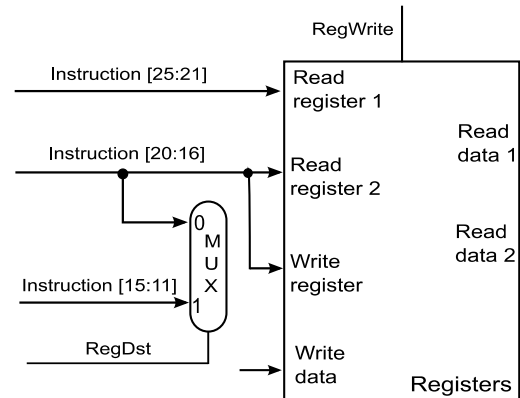 RegWrite
Instruction [25:21]
Read
register 1
Read
data 1
Instruction [20:16]
Read
register 2
0
M
U
X
1
Read
data 2
Write
register
Instruction [15:11]
RegDst
Write
data
Registers